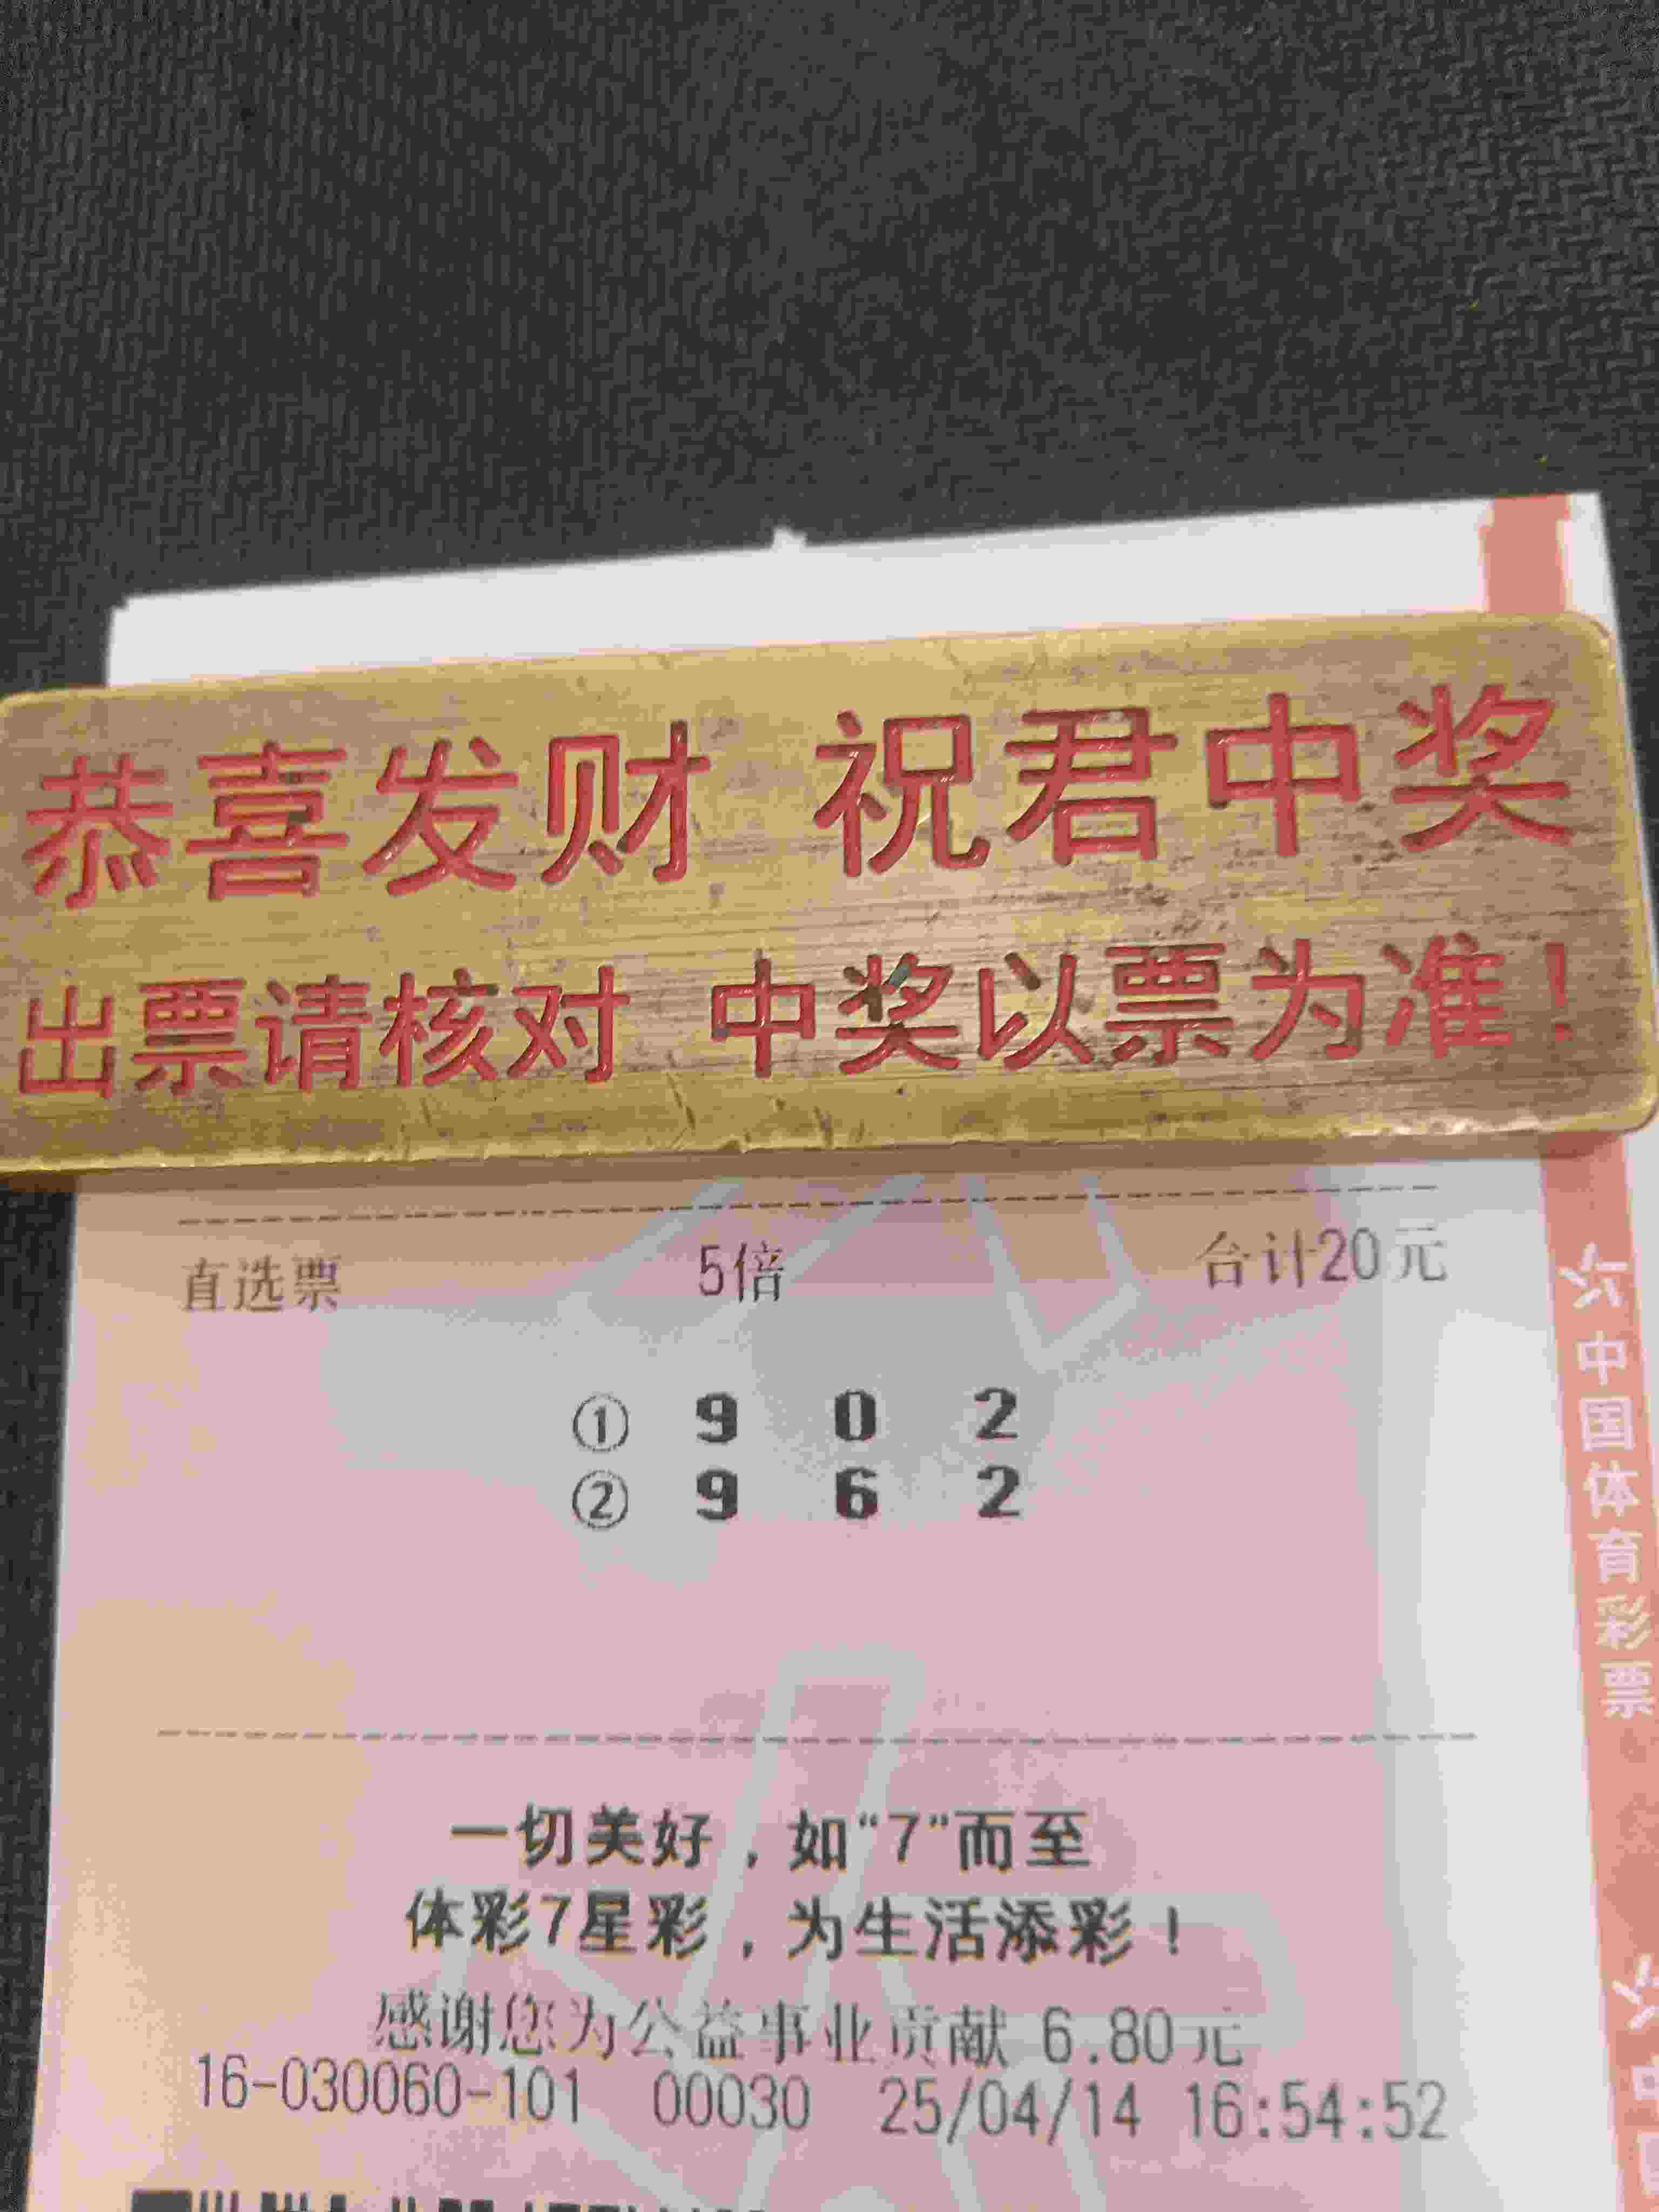 恭喜发财 祝君中奖
出票请核对 中奖以票为准！
直选票 5倍 合计20元
① 9 0 2
② 9 6 2
一切美好，如“7”而至
体彩7星彩，为生活添彩！
感谢您为公益事业贡献 6.80元
16-030060-101 00030 25/04/14 16:54:52
中国体育彩票
中